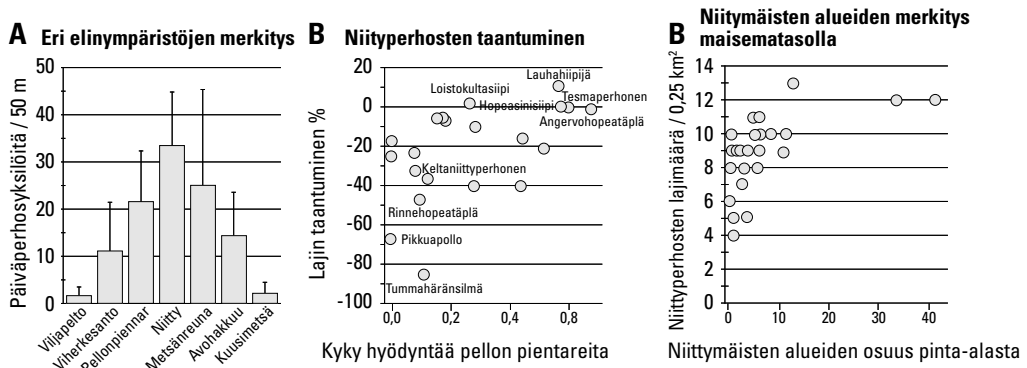 A Eri elinympäristöjen merkitys
Päiväperhosyksilöitä / 50 m
50
40
30
20
10
0
Viljapelto
Viherkesanto
Pellonpiennar
Niitty
Metsänreuna
Avohakkuu
Kuusimetsä
B Niityperhosten taantuminen
Lajin taantuminen %
20
0
-20
-40
-60
-80
-100
Lauhahiipijä
Loistokultasiipi
Hopeasinisiipi
Tesmaperhonen
Angervohopeatäplä
Keltaniittyperhonen
Rinnehopeatäplä
Pikkuapollo
Tummahäränsilmä
0,0 0,2 0,4 0,6 0,8
Kyky hyödyntää pellon pientareita
B Niitymäisten alueiden merkitys
maisematasolla
Niittyperhosten lajimäärä / 0,25 km²
14
12
10
8
6
4
2
0
0 10 20 30 40
Niittymäisten alueiden osuus pinta-alasta